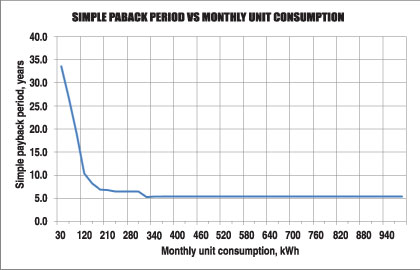 SIMPLE PABACK PERIOD VS MONTHLY UNIT CONSUMPTION
Simple payback period, years
40.0
35.0
30.0
25.0
20.0
15.0
10.0
5.0
0.0
30 120 210 280 340 400 460 520 580 640 700 760 820 880 940
Monthly unit consumption, kWh